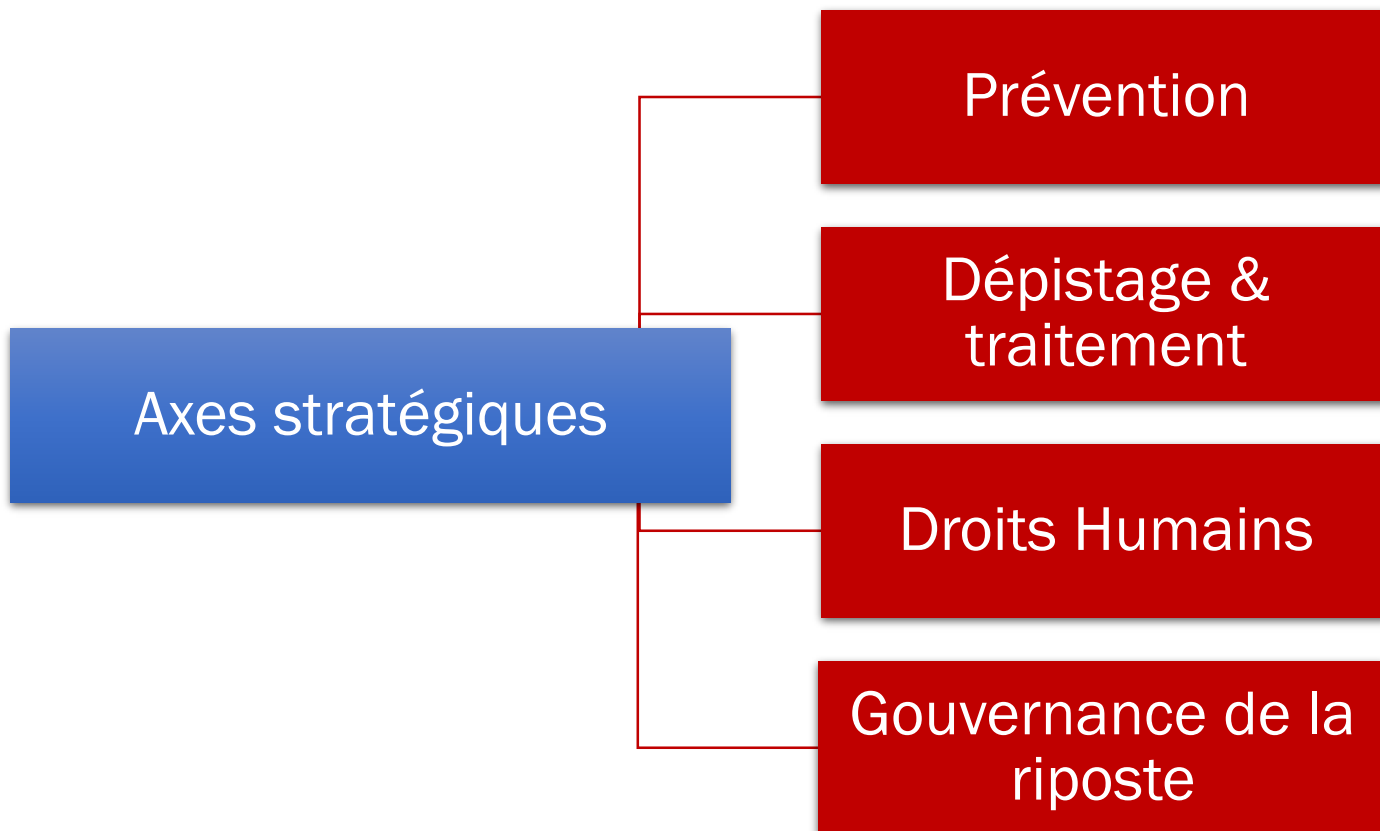 Prévention
Dépistage &
traitement
Axes stratégiques
Droits Humains
Gouvernance de la
riposte